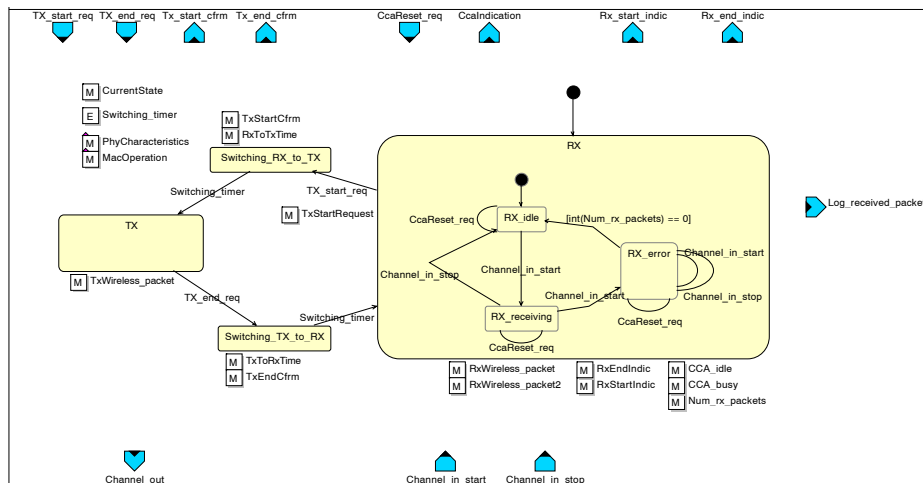 TX_start_req TX_end_req Tx_start_cfrm Tx_end_cfrm CcaReset_req CcaIndication Rx_start_indic Rx_end_indic
M CurrentState
E Switching_timer
M PhyCharacteristics
M MacOperation
M TxStartCfrm
M RxToTxTime
Switching_RX_to_TX
Switching_timer
TX_start_req
M TxStartRequest
TX
M TxWireless_packet
TX_end_req
Switching_timer
Switching_TX_to_RX
M TxToRxTime
M TxEndCfrm
RX
CcaReset_req
RX_idle
[int(Num_rx_packets) == 0]
RX_error
Channel_in_start
Channel_in_stop
Channel_in_start
Channel_in_start
Channel_in_stop
RX_receiving
CcaReset_req
CcaReset_req
M RxWireless_packet
M RxWireless_packet2
M RxEndIndic
M RxStartIndic
M CCA_idle
M CCA_busy
M Num_rx_packets
Log_received_packet
Channel_out
Channel_in_start
Channel_in_stop